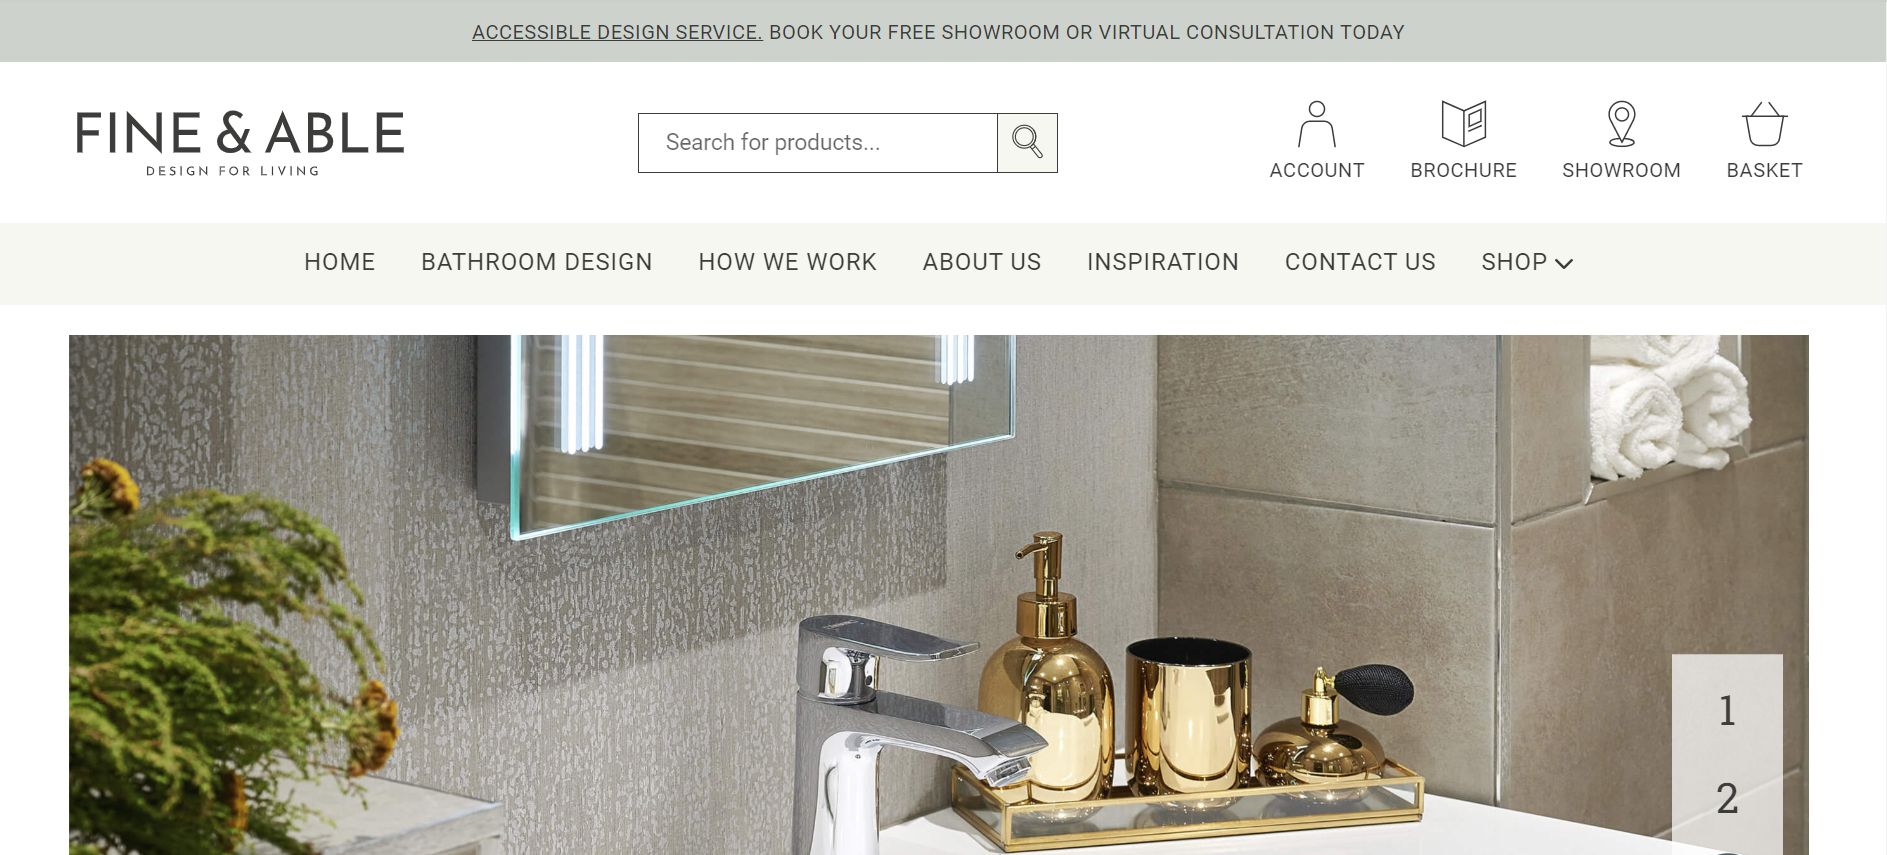 ACCESSIBLE DESIGN SERVICE. BOOK YOUR FREE SHOWROOM OR VIRTUAL CONSULTATION TODAY
FINE & ABLE
DESIGN FOR LIVING
Search for products...
ACCOUNT
BROCHURE
SHOWROOM
BASKET
HOME
BATHROOM DESIGN
HOW WE WORK
ABOUT US
INSPIRATION
CONTACT US
SHOP
1
2